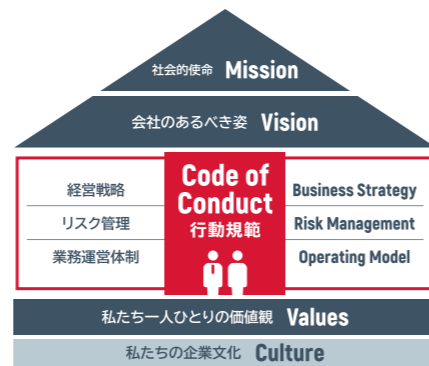 社会的使命 Mission
会社のあるべき姿 Vision
Code of
Conduct
行動規範
経営戦略
リスク管理
業務運営体制
Business Strategy
Risk Management
Operating Model
私たち一人ひとりの価値観 Values
私たちの企業文化 Culture